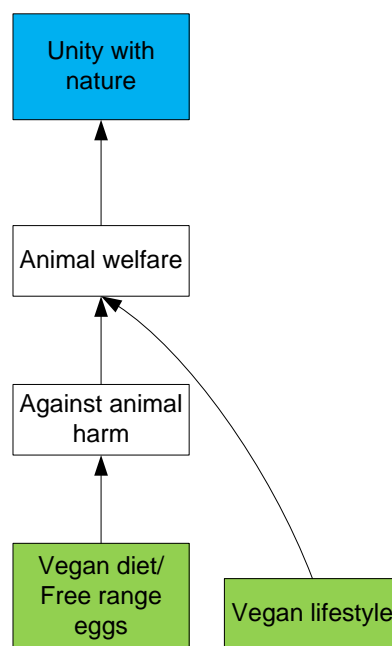 Unity with
nature
Animal welfare
Against animal
harm
Vegan diet/
Free range
eggs
Vegan lifestyle